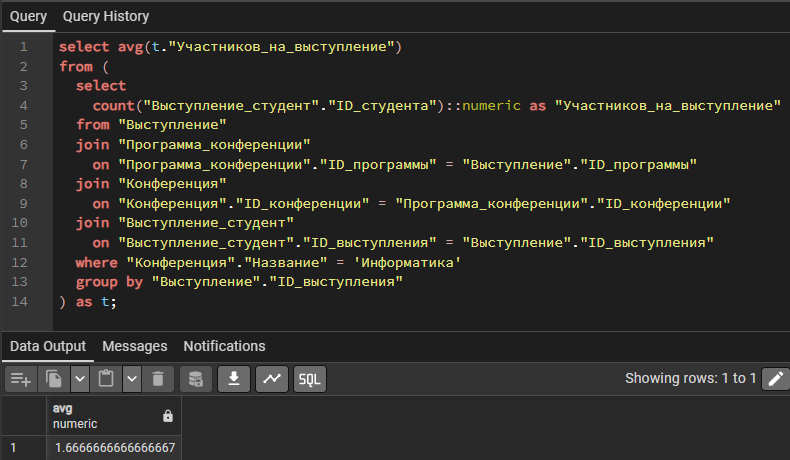 Query Query History
1 select avg(t."Участников_на_выступление")
2 from (
3 select
4 count("Выступление_студент"."ID_студента")::numeric as "Участников_на_выступление"
5 from "Выступление"
6 join "Программа_конференции"
7 on "Программа_конференции"."ID_программы" = "Выступление"."ID_программы"
8 join "Конференция"
9 on "Конференция"."ID_конференции" = "Программа_конференции"."ID_конференции"
10 join "Выступление_студент"
11 on "Выступление_студент"."ID_выступления" = "Выступление"."ID_выступления"
12 where "Конференция"."Название" = 'Информатика'
13 group by "Выступление"."ID_выступления"
14 ) as t;
Data Output Messages Notifications
SQL Showing rows: 1 to 1
avg
numeric
1 1.6666666666666667